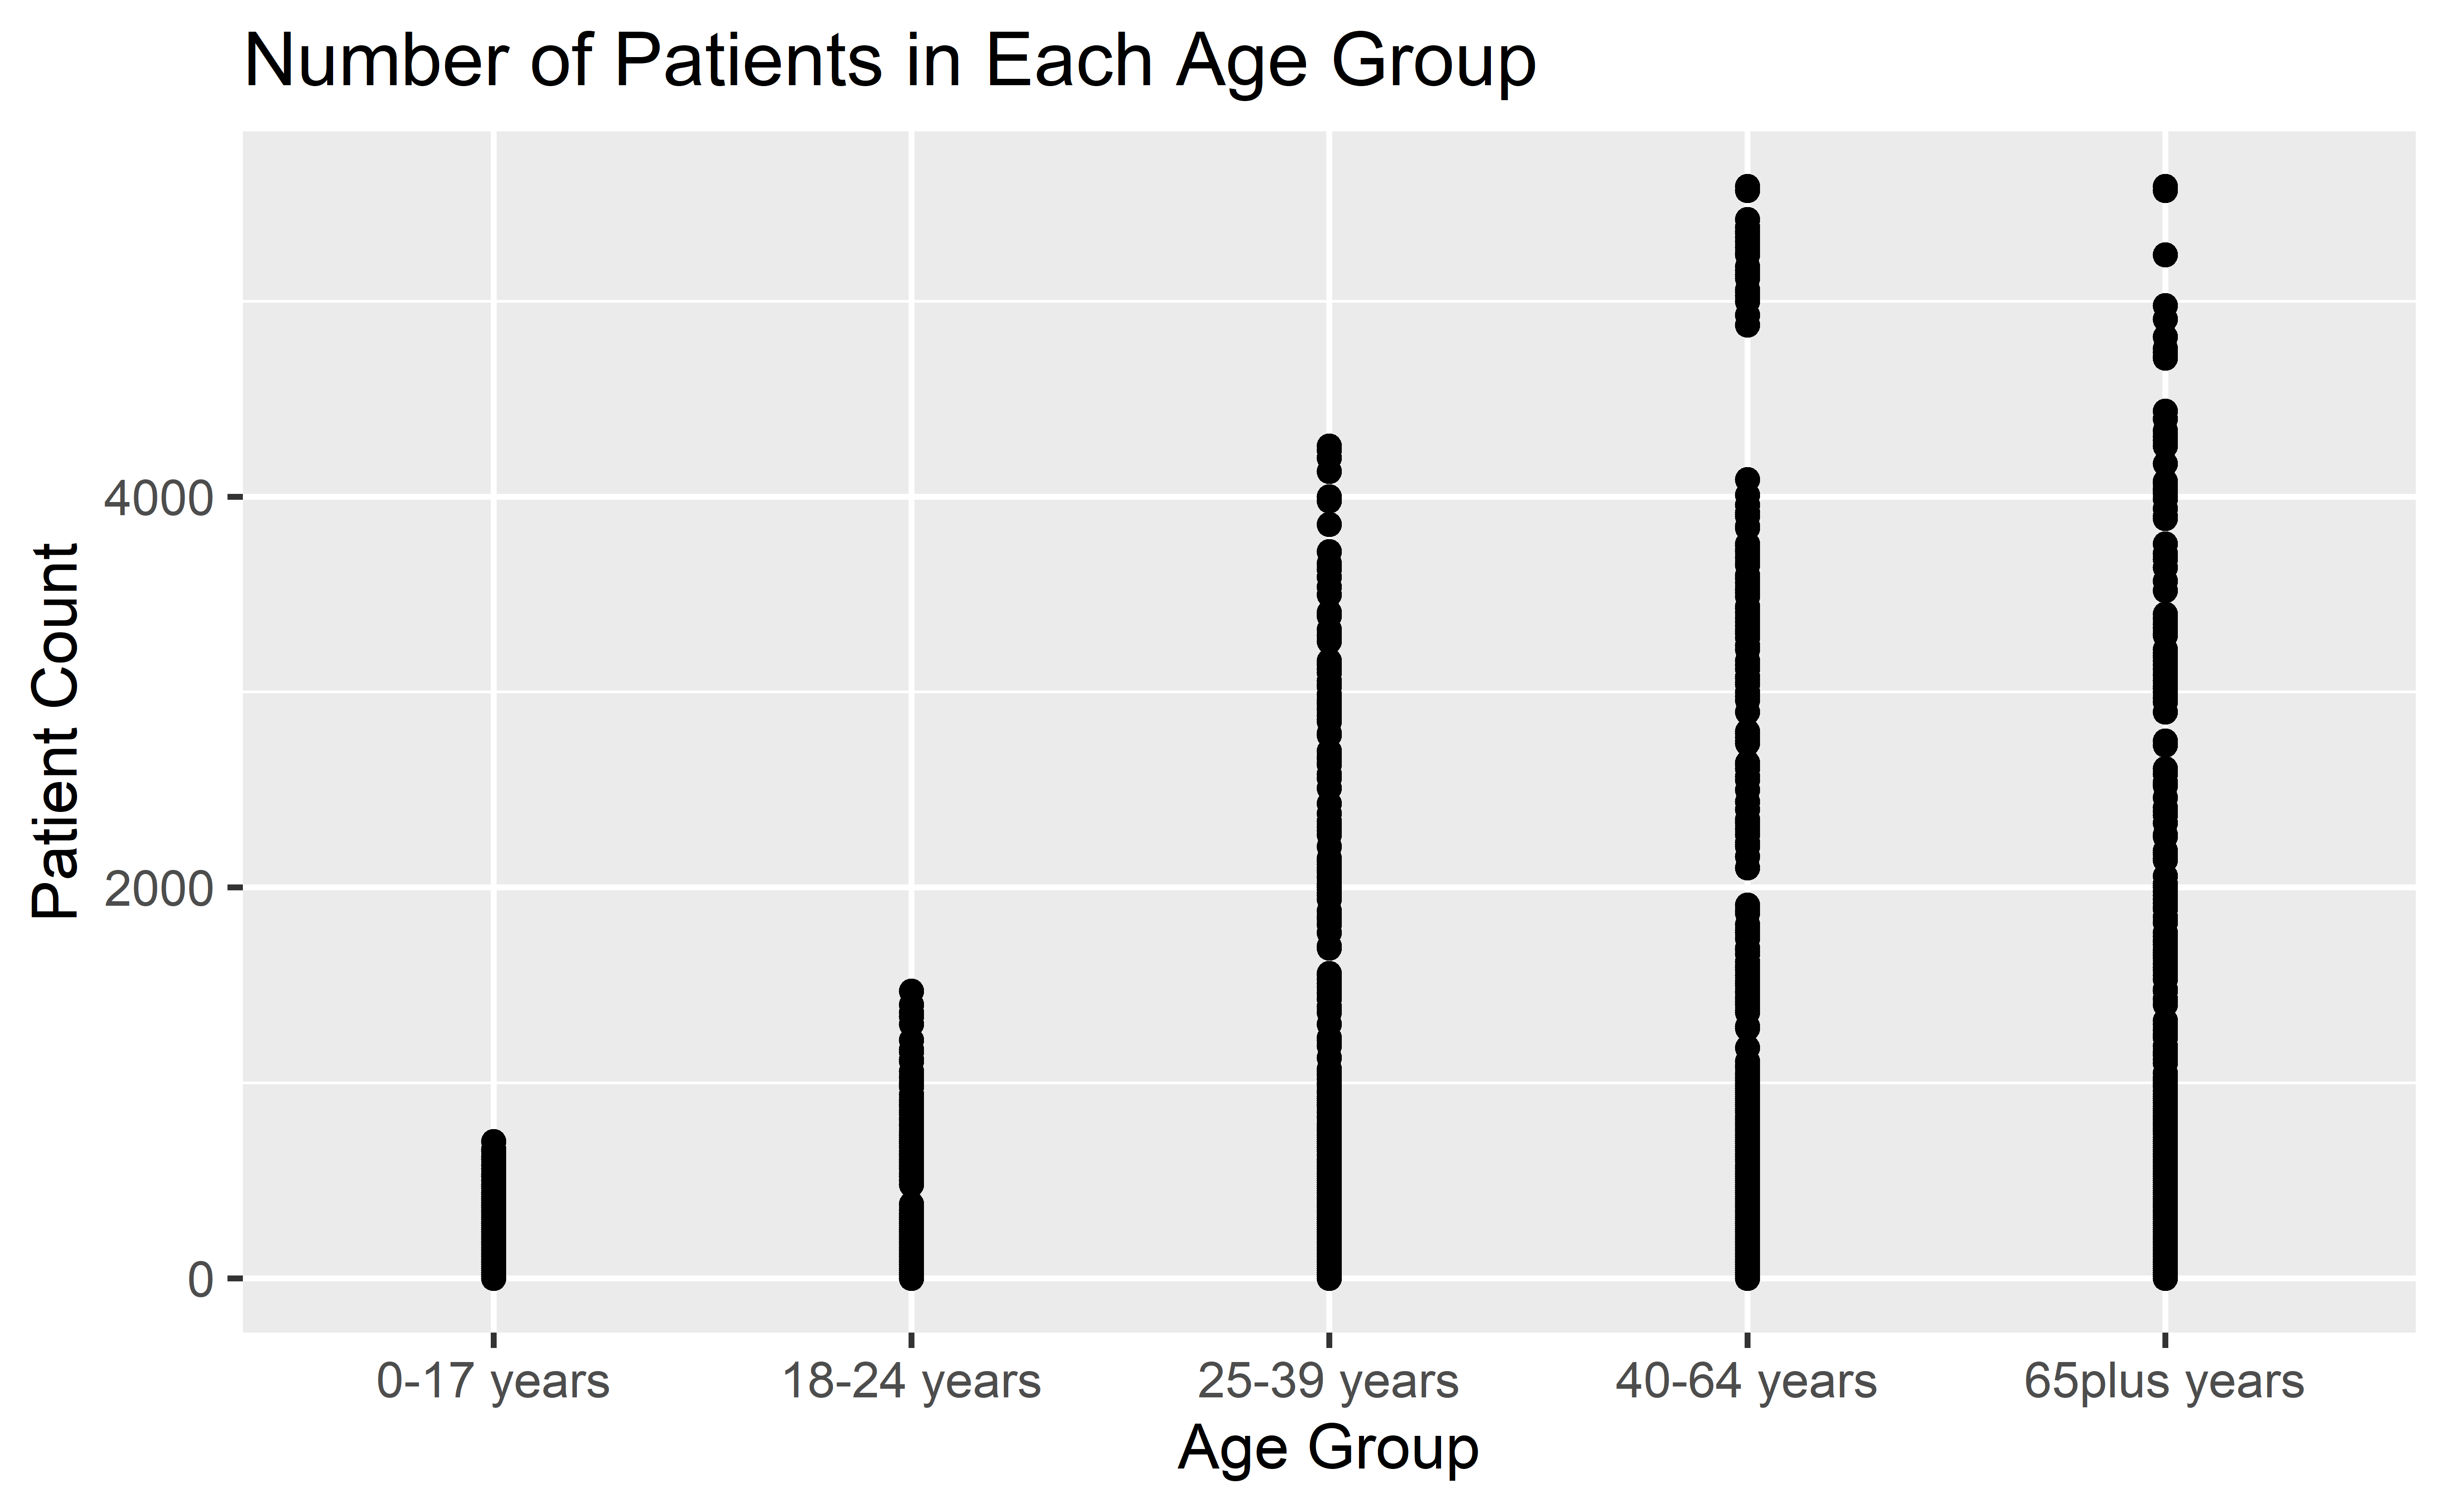 Number of Patients in Each Age Group
Patient Count
4000
2000
0
0-17 years
18-24 years
25-39 years
40-64 years
65plus years
Age Group